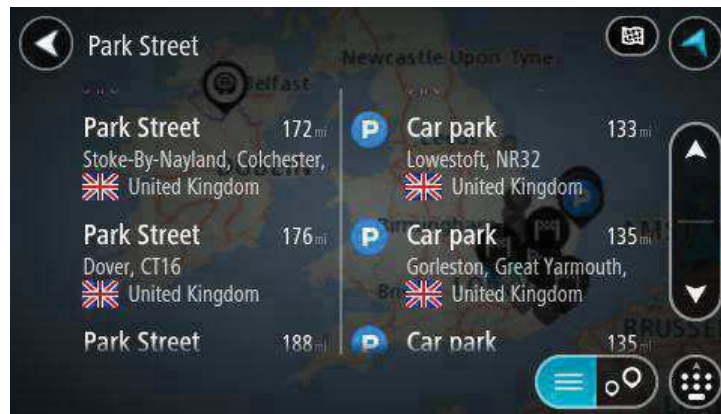 Park Street
Newcastle Upon Tyne
Belfast
Park Street 172 mi
Stoke-By-Nayland, Colchester,
United Kingdom
Park Street 176 mi
Dover, CT16
United Kingdom
Park Street 188 mi
P Car park 133 mi
Lowestoft, NR32
United Kingdom
P Car park 135 mi
Gorleston, Great Yarmouth,
United Kingdom
P Car park 135 mi
DUBLIN
Birmingham
P